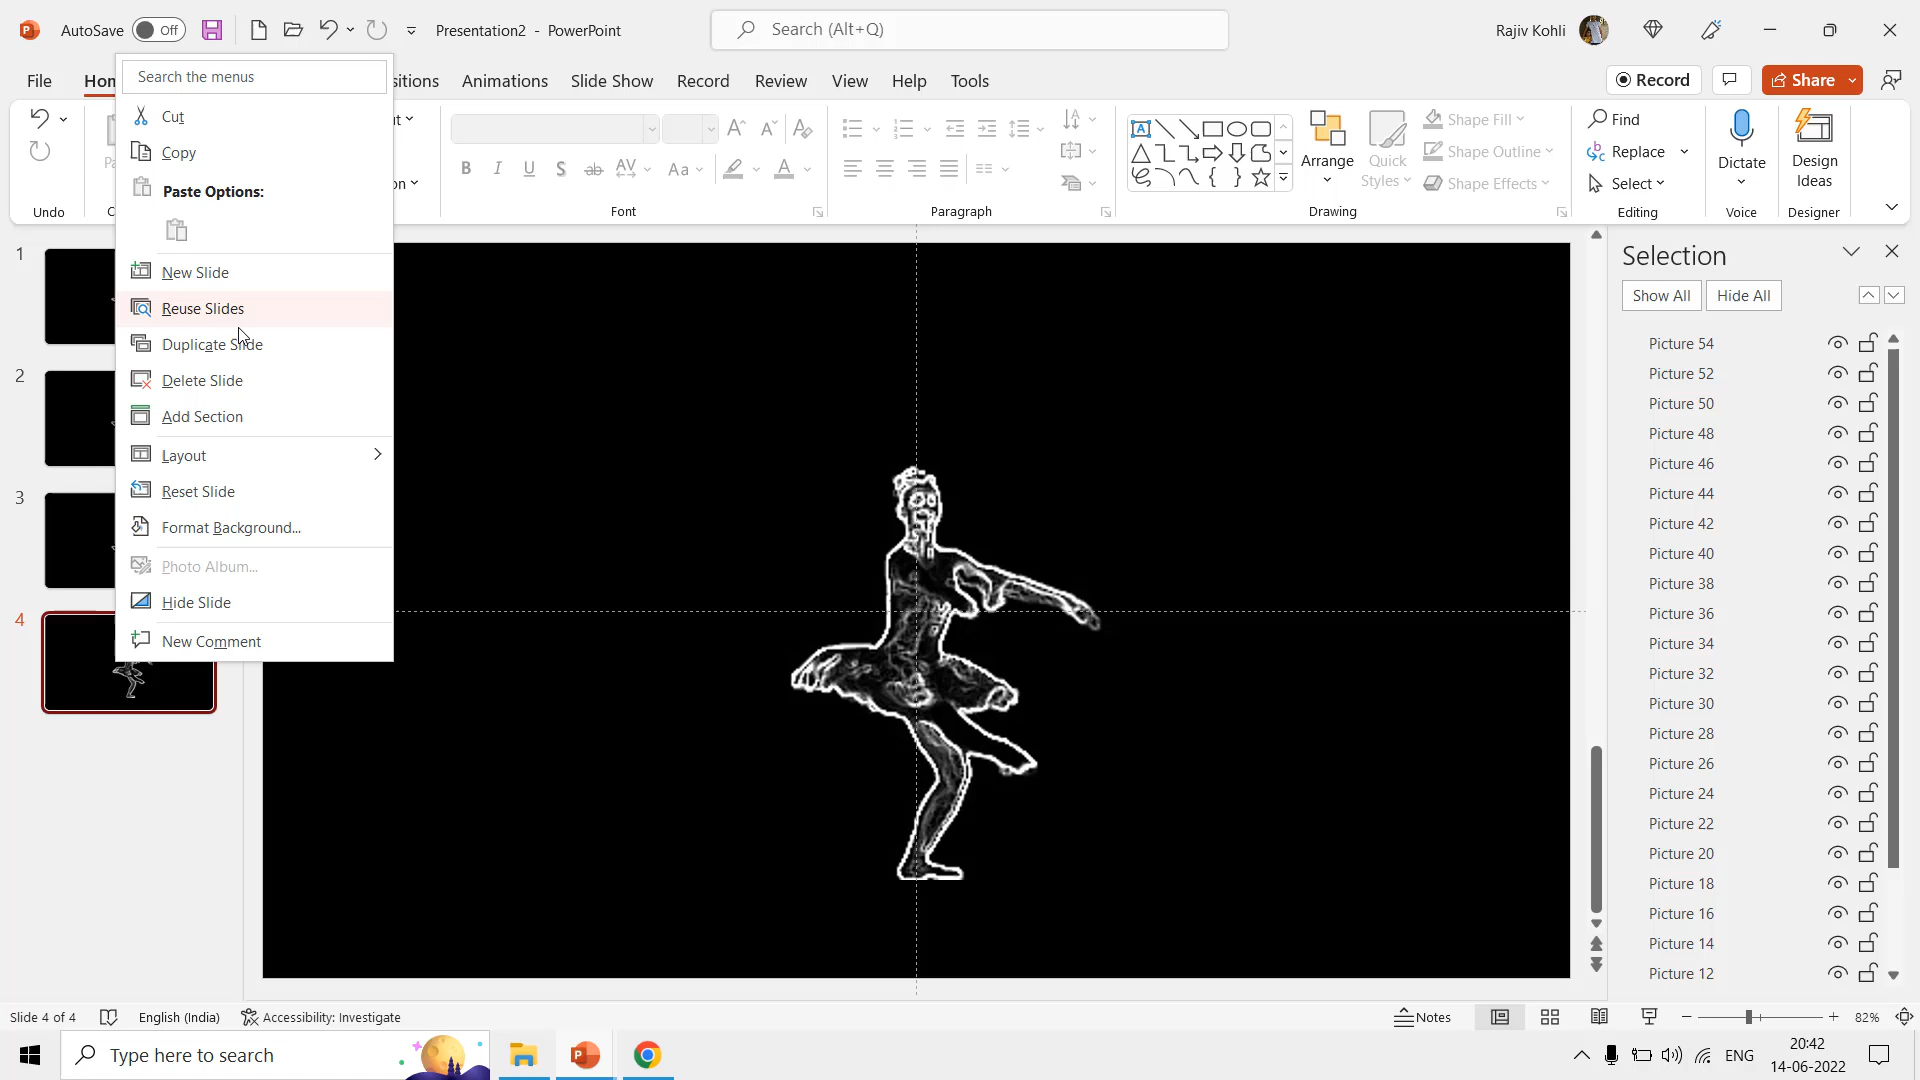 AutoSave Off Presentation2 - PowerPoint Search (Alt+Q) Rajiv Kohli
File Hom sitions Animations Slide Show Record Review View Help Tools Record Share
Search the menus
Cut
Copy
Paste Options:
New Slide
Reuse Slides
Duplicate Slide
Delete Slide
Add Section
Layout
Reset Slide
Format Background...
Photo Album...
Hide Slide
New Comment
Undo
Font
Paragraph
Arrange
Quick
Styles
Shape Fill
Shape Outline
Shape Effects
Drawing
Find
Replace
Select
Editing
Dictate
Voice
Design
Ideas
Designer
1
2
3
4
Selection
Show All Hide All
Picture 54
Picture 52
Picture 50
Picture 48
Picture 46
Picture 44
Picture 42
Picture 40
Picture 38
Picture 36
Picture 34
Picture 32
Picture 30
Picture 28
Picture 26
Picture 24
Picture 22
Picture 20
Picture 18
Picture 16
Picture 14
Picture 12
Slide 4 of 4 English (India) Accessibility: Investigate Notes 82%
Type here to search ENG 20:42
14-06-2022